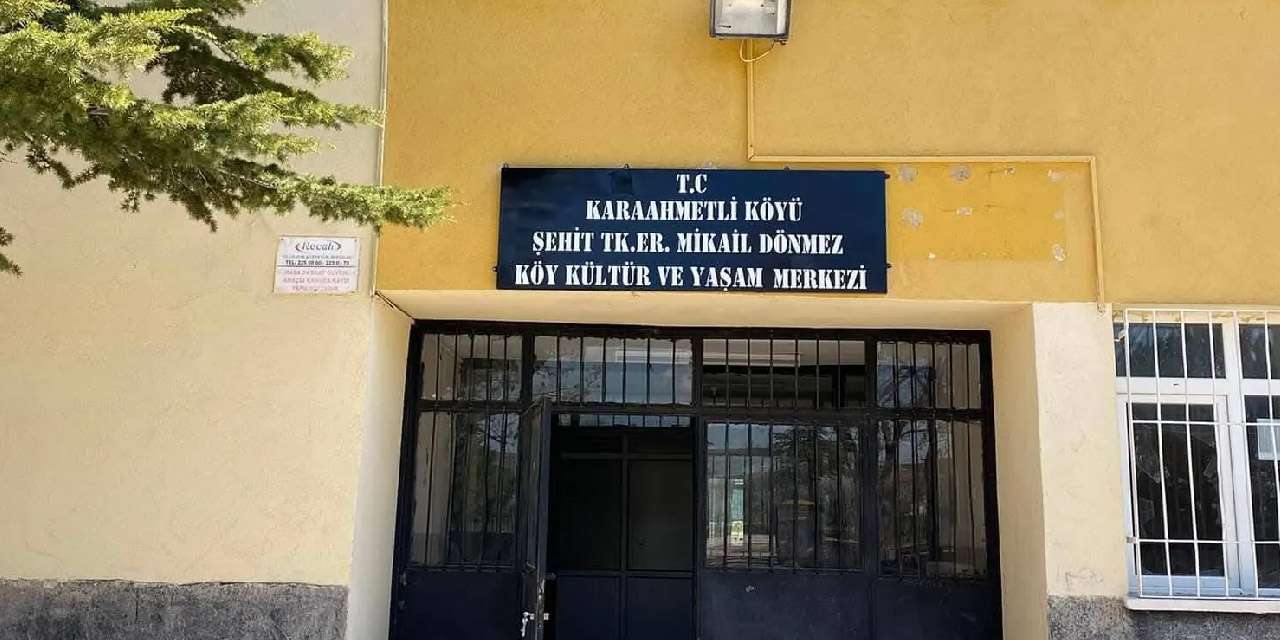 T.C
KARAAHMETLİ KÖYÜ
ŞEHİT TK.ER. MİKAİL DÖNMEZ
KÖY KÜLTÜR VE YAŞAM MERKEZİ